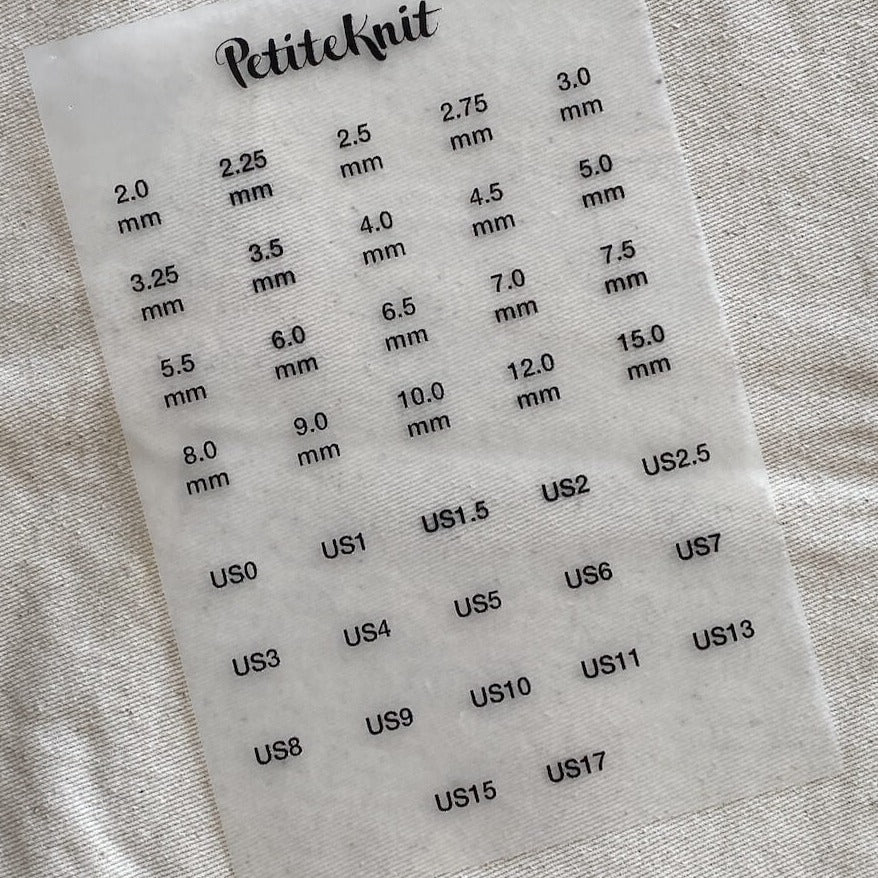 PetiteKnit
2.0 mm 2.25 mm 2.5 mm 2.75 mm 3.0 mm
3.25 mm 3.5 mm 4.0 mm 4.5 mm 5.0 mm
5.5 mm 6.0 mm 6.5 mm 7.0 mm 7.5 mm
8.0 mm 9.0 mm 10.0 mm 12.0 mm 15.0 mm
US0 US1 US1.5 US2 US2.5
US3 US4 US5 US6 US7
US8 US9 US10 US11 US13
US15 US17